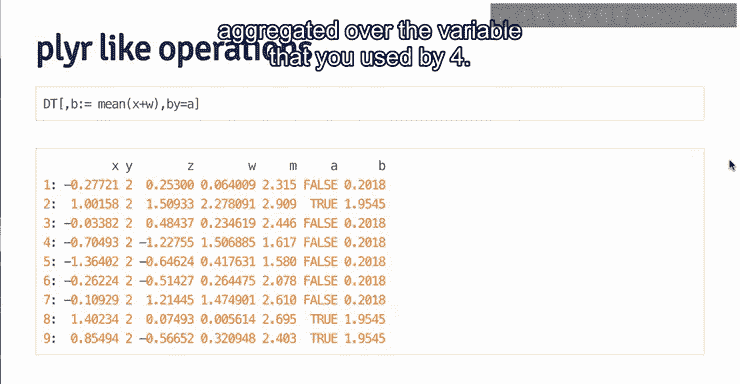 aggregated over the variable
that you used by 4.
plyr like operations
DT[,b:= mean(x+w),by=a]
x y z w m a b
1: -0.27721 2 0.25300 0.064009 2.315 FALSE 0.2018
2: 1.00158 2 1.50933 2.278091 2.909 TRUE 1.9545
3: -0.03382 2 0.48437 0.234619 2.446 FALSE 0.2018
4: -0.70493 2 -1.22755 1.506885 1.617 FALSE 0.2018
5: -1.36402 2 -0.64624 0.417631 1.580 FALSE 0.2018
6: -0.26224 2 -0.51427 0.264475 2.078 FALSE 0.2018
7: -0.10929 2 1.21445 1.474901 2.610 FALSE 0.2018
8: 1.40234 2 0.07493 0.005614 2.695 TRUE 1.9545
9: 0.85494 2 -0.56652 0.320948 2.403 TRUE 1.9545